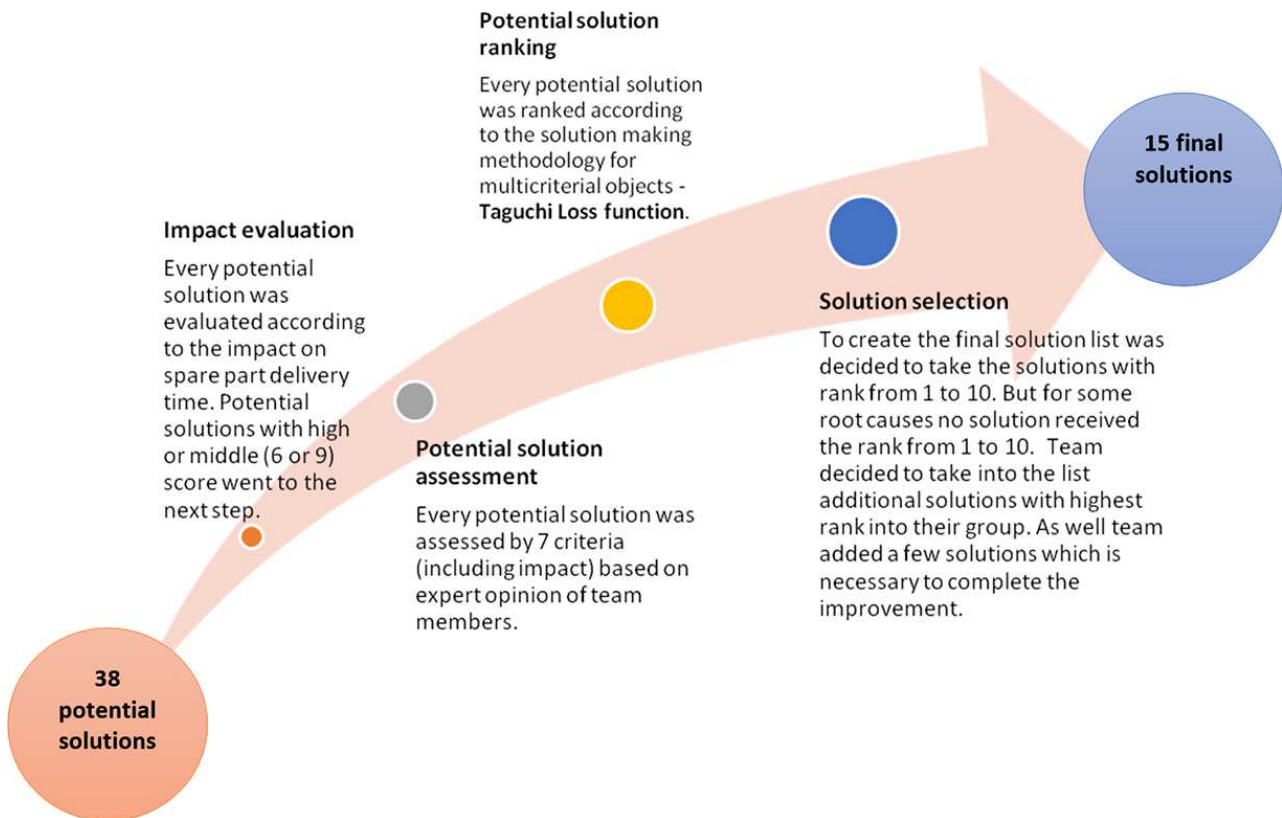 38
potential
solutions
Impact evaluation
Every potential
solution was
evaluated according
to the impact on
spare part delivery
time. Potential
solutions with high
or middle (6 or 9)
score went to the
next step.
Potential solution
assessment
Every potential solution was
assessed by 7 criteria
(including impact) based on
expert opinion of team
members.
Potential solution
ranking
Every potential solution
was ranked according
to the solution making
methodology for
multicriterial objects -
Taguchi Loss function.
Solution selection
To create the final solution list was
decided to take the solutions with
rank from 1 to 10. But for some
root causes no solution received
the rank from 1 to 10.  Team
decided to take into the list
additional solutions with highest
rank into their group. As well team
added a few solutions which is
necessary to complete the
improvement.
15 final
solutions